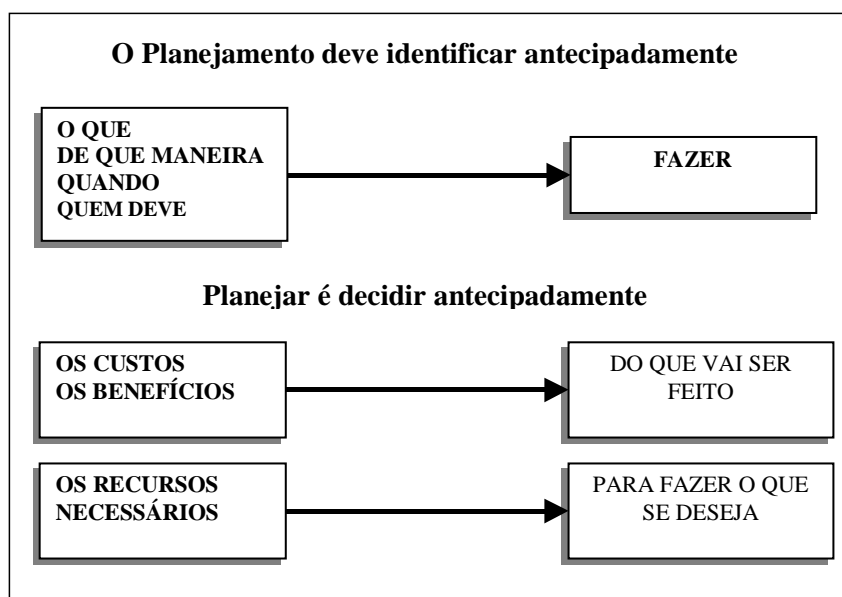 O Planejamento deve identificar antecipadamente
O QUE
DE QUE MANEIRA
QUANDO
QUEM DEVE
FAZER
Planejar é decidir antecipadamente
OS CUSTOS
OS BENEFÍCIOS
DO QUE VAI SER
FEITO
OS RECURSOS
NECESSÁRIOS
PARA FAZER O QUE
SE DESEJA